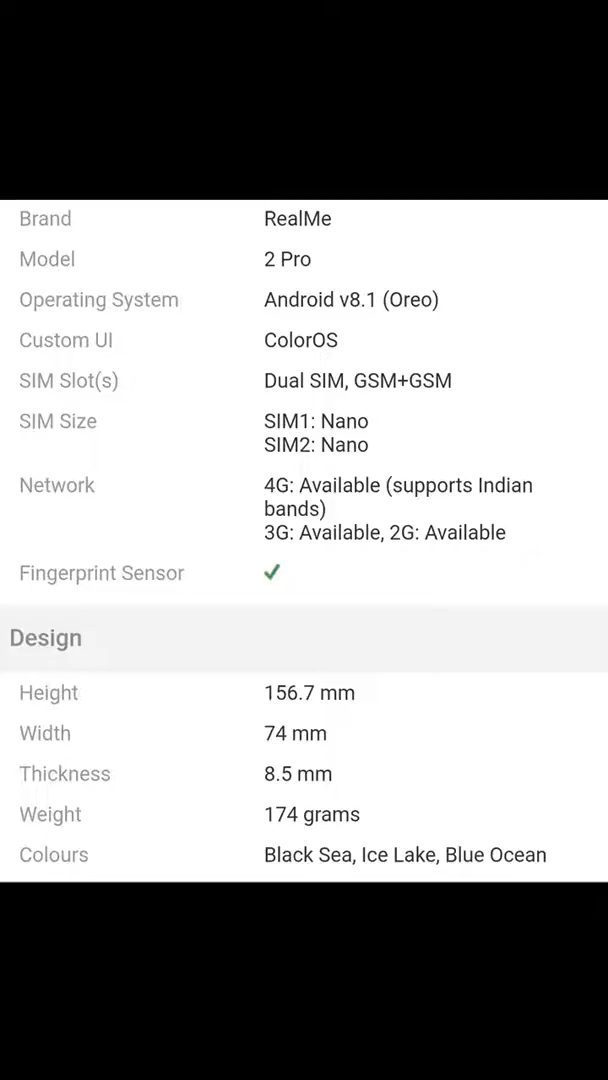 Brand RealMe
Model 2 Pro
Operating System Android v8.1 (Oreo)
Custom UI ColorOS
SIM Slot(s) Dual SIM, GSM+GSM
SIM Size SIM1: Nano
SIM2: Nano
Network 4G: Available (supports Indian
bands)
3G: Available, 2G: Available
Fingerprint Sensor ✔
Design
Height 156.7 mm
Width 74 mm
Thickness 8.5 mm
Weight 174 grams
Colours Black Sea, Ice Lake, Blue Ocean